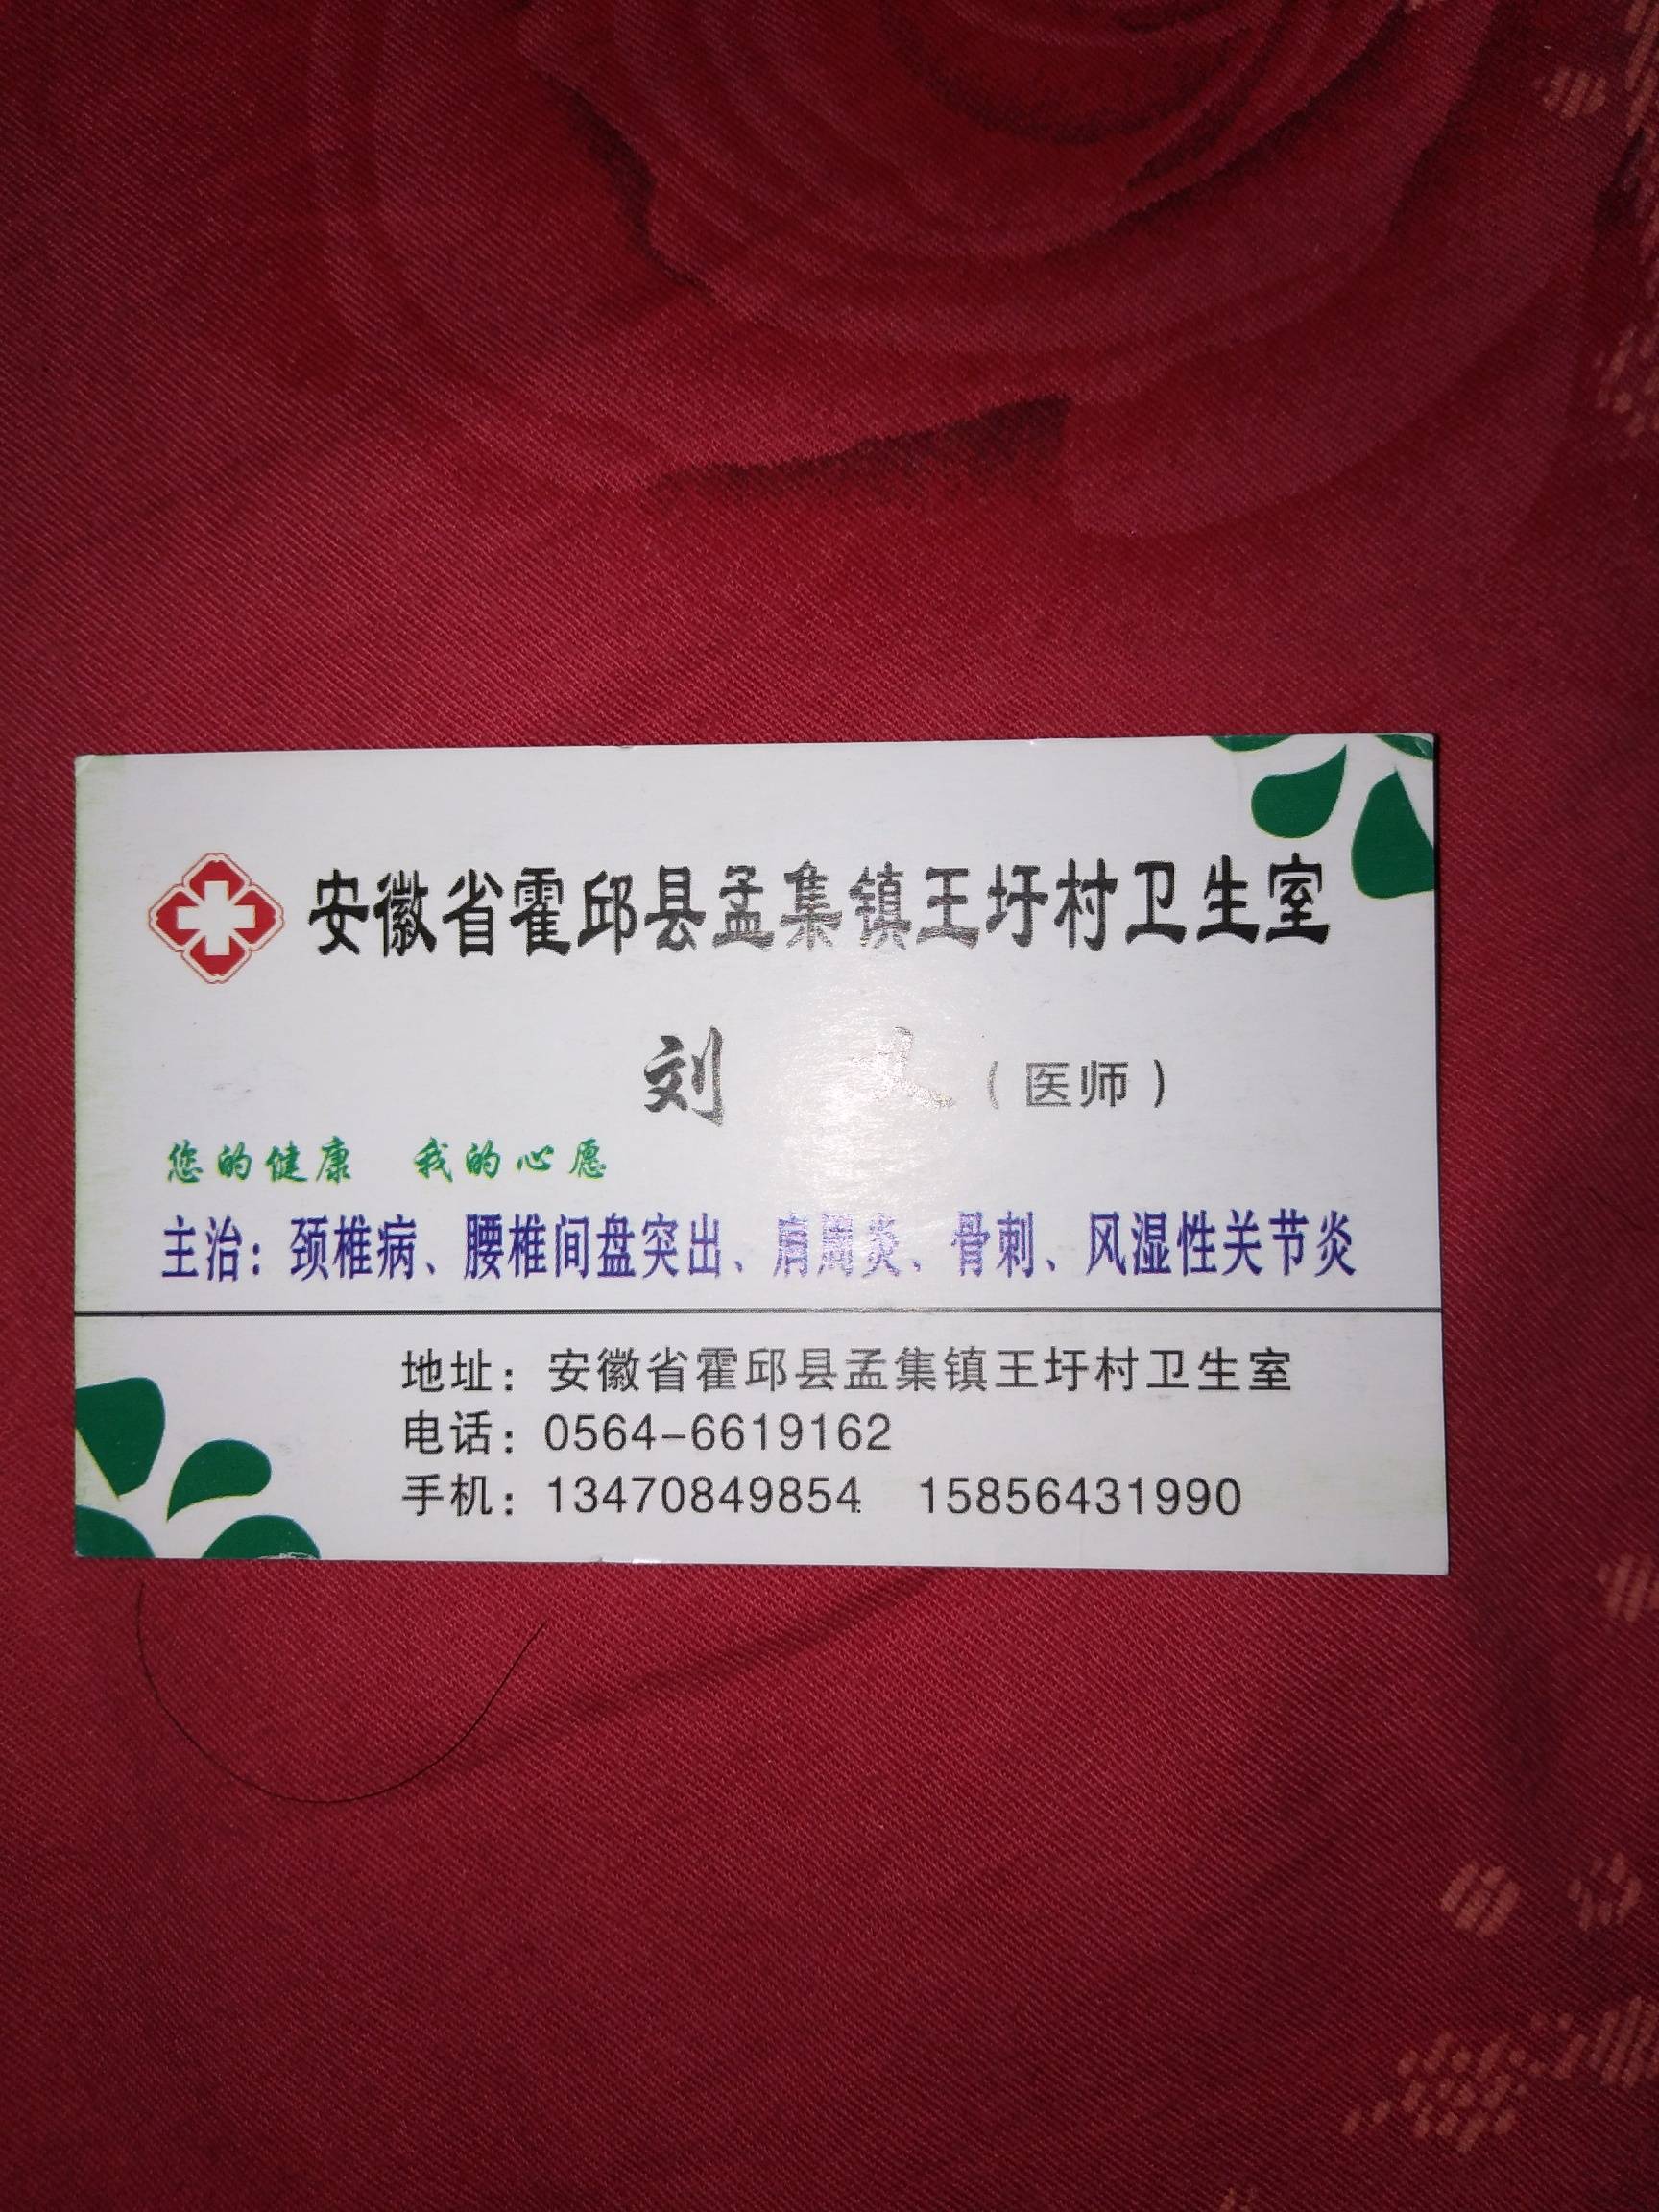 安徽省霍邱县孟集镇王圩村卫生室
刘 （医师）
您的健康 我的心愿
主治：颈椎病、腰椎间盘突出、肩周炎、骨刺、风湿性关节炎
地址：安徽省霍邱县孟集镇王圩村卫生室
电话：0564-6619162
手机：13470849854 15856431990